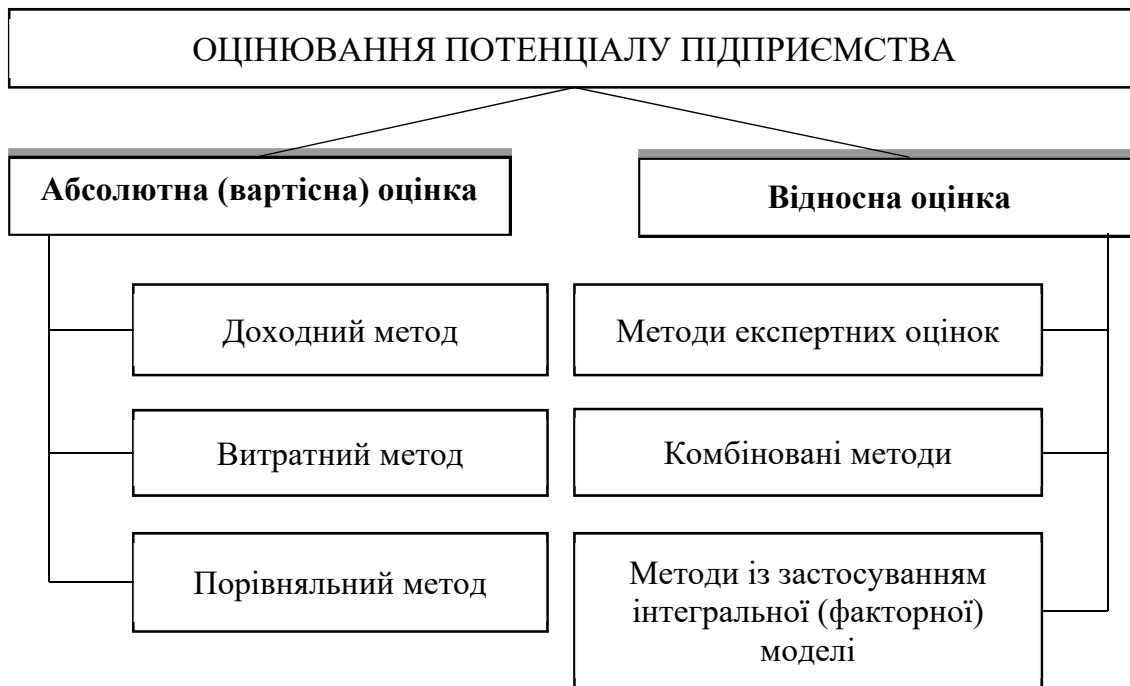 ОЦІНЮВАННЯ ПОТЕНЦІАЛУ ПІДПРИЄМСТВА
Абсолютна (вартісна) оцінка
Відносна оцінка
Доходний метод
Методи експертних оцінок
Витратний метод
Комбіновані методи
Порівняльний метод
Методи із застосуванням
інтегральної (факторної)
моделі